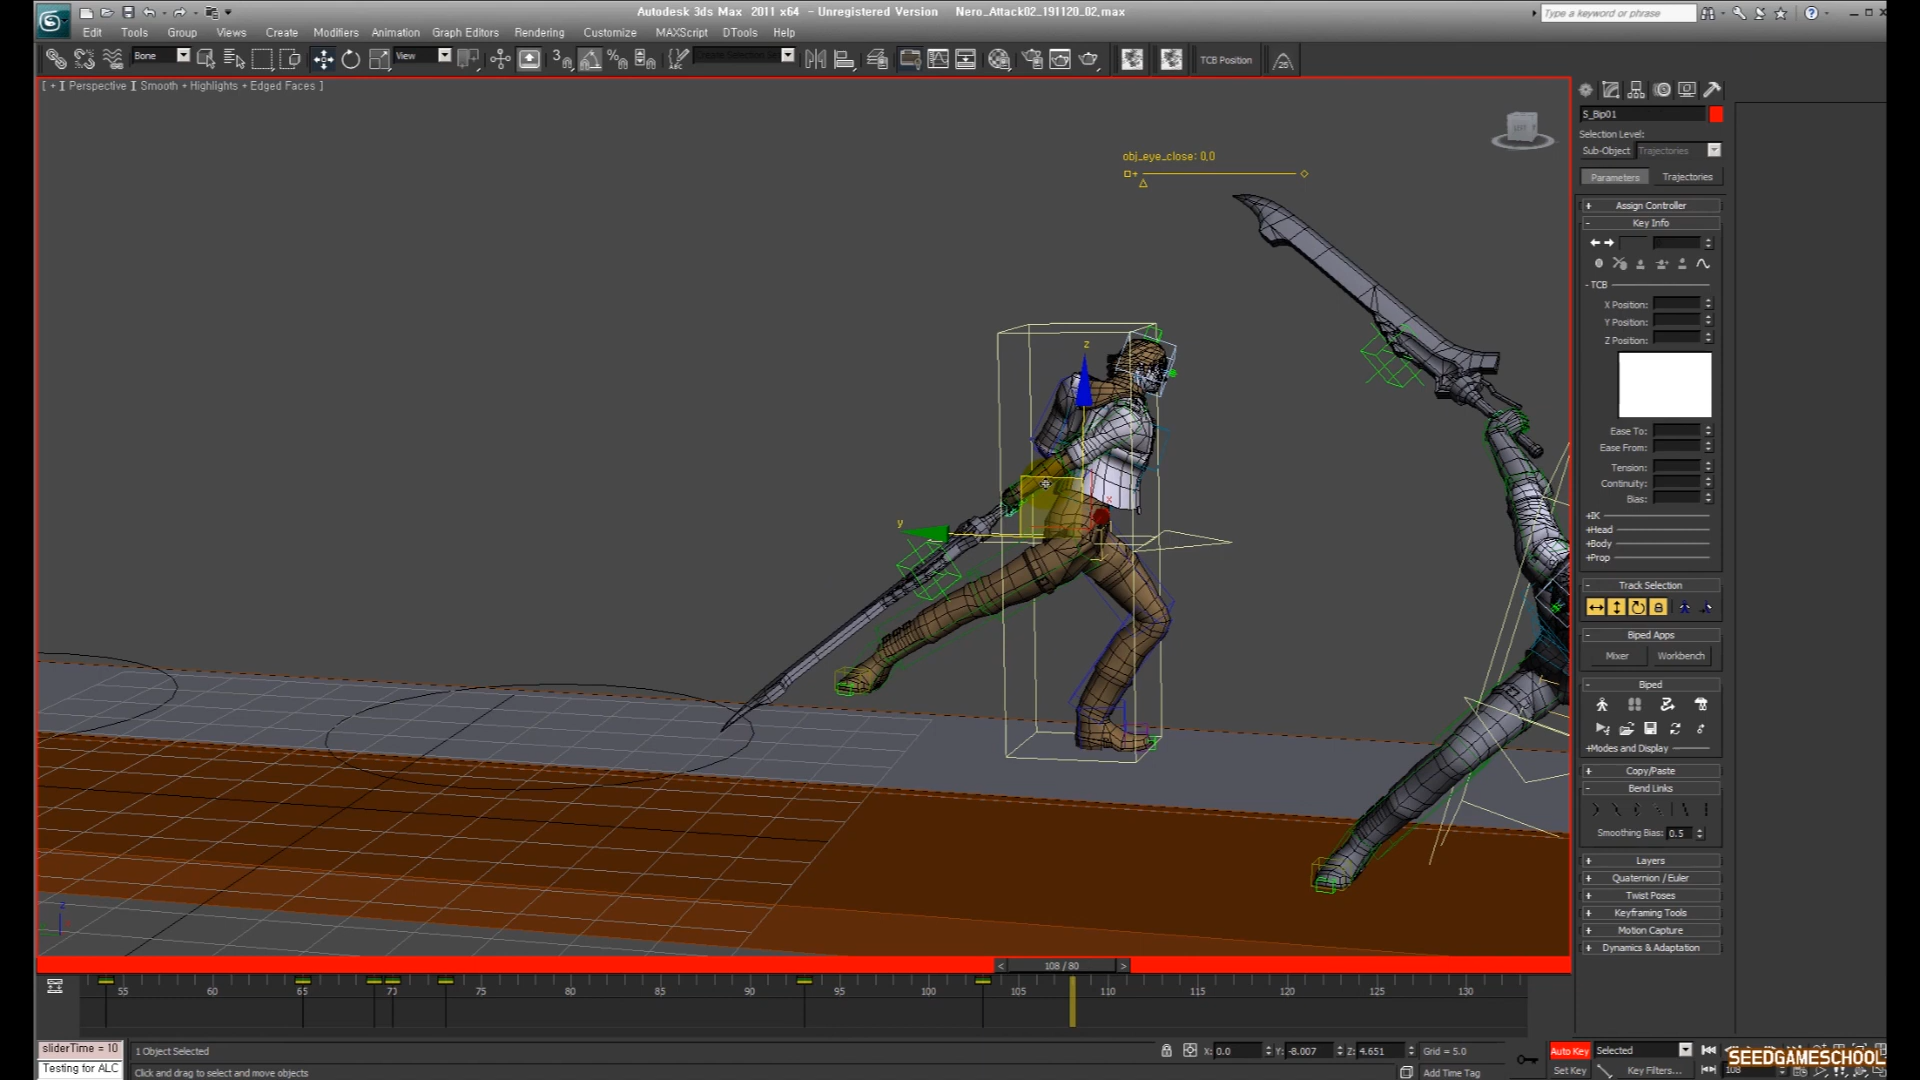 Autodesk 3ds Max 2011 x64 - Unregistered Version Nero_Attack02_191120_02.max
Type a keyword or phrase
Edit Tools Group Views Create Modifiers Animation Graph Editors Rendering Customize MAXScript DTools Help
Bone View TCB Position
[ + ] Perspective ] Smooth + Highlights + Edged Faces ]
obj_eye_close: 0,0
z
y
x
S_Bip01
Selection Level:
Sub-Object Trajectories
Parameters Trajectories
+ Assign Controller
- Key Info
-TCB
X Position:
Y Position:
Z Position:
Ease To:
Ease From:
Tension:
Continuity:
Bias:
+IK
+Head
+Body
+Prop
- Track Selection
- Biped Apps
Mixer Workbench
- Biped
+Modes and Display
+ Copy/Paste
- Bend Links
Smoothing Bias: 0.5
+ Layers
+ Quaternion / Euler
+ Twist Poses
+ Keyframing Tools
+ Motion Capture
+ Dynamics & Adaptation
< 108 / 80 >
55 60 65 75 80 85 90 95 100 105 110 115 120 125 130
sliderTime = 10
1 Object Selected
X: 0.0 Y: -8.007 Z: 4.651 Grid = 5.0
Auto Key Selected
SEEDGAMESCHOOL
Testing for ALC
Click and drag to select and move objects
Add Time Tag
Set Key Key Filters... 108